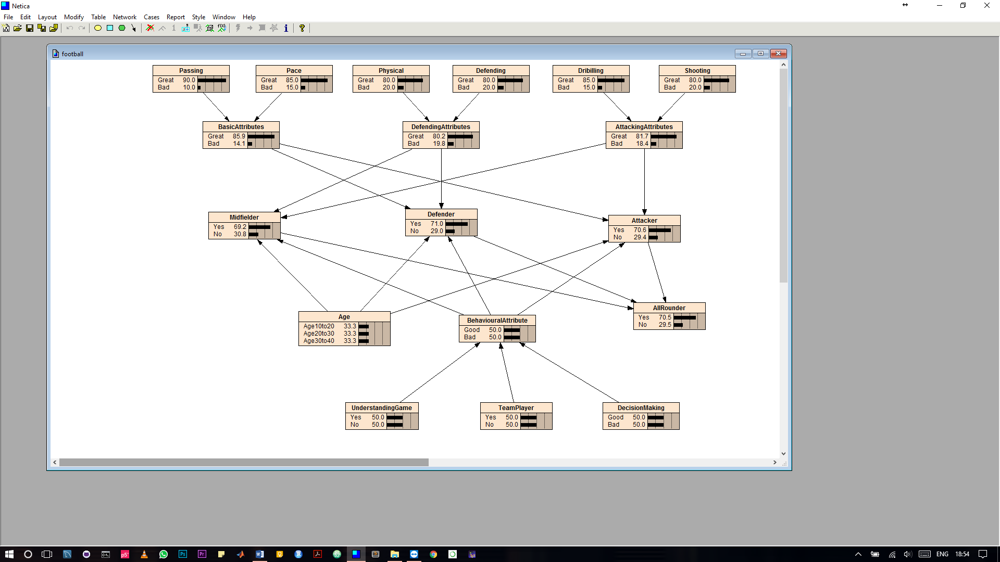 Netica
File Edit Layout Modify Table Network Cases Report Style Window Help
football
Passing
Great 90.0
Bad 10.0
Pace
Great 85.0
Bad 15.0
Physical
Great 80.0
Bad 20.0
Defending
Great 80.0
Bad 20.0
Dribilling
Great 85.0
Bad 15.0
Shooting
Great 80.0
Bad 20.0
BasicAttributes
Great 85.9
Bad 14.1
DefendingAttributes
Great 80.2
Bad 19.8
AttackingAttributes
Great 81.7
Bad 18.4
Midfielder
Yes 69.2
No 30.8
Defender
Yes 71.0
No 29.0
Attacker
Yes 70.6
No 29.4
Age
Age10to20 33.3
Age20to30 33.3
Age30to40 33.3
BehaviouralAttribute
Good 50.0
Bad 50.0
AllRounder
Yes 70.5
No 29.5
UnderstandingGame
Yes 50.0
No 50.0
TeamPlayer
Yes 50.0
No 50.0
DecisionMaking
Good 50.0
Bad 50.0
ENG 18:54